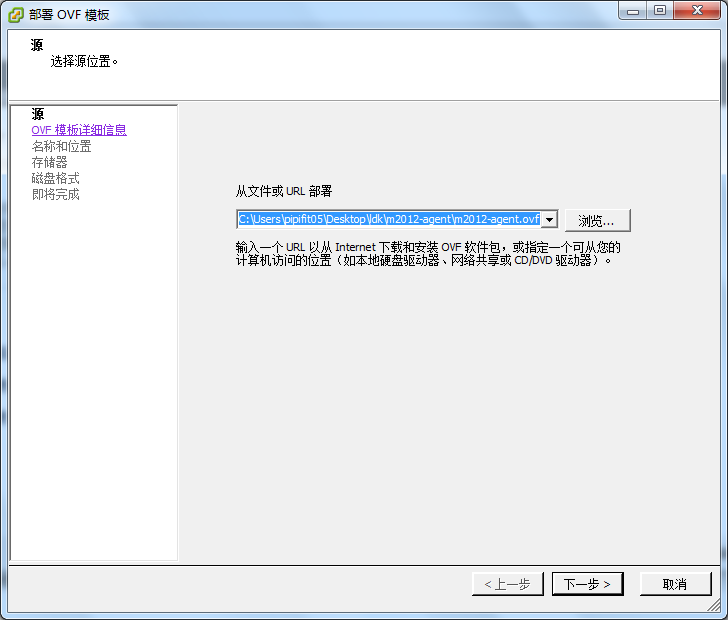 部署 OVF 模板
源
选择源位置。
源
OVF 模板详细信息
名称和位置
存储器
磁盘格式
即将完成
从文件或 URL 部署
C:\Users\pipifit05\Desktop\ldk\m2012-agent\m2012-agent.ovf
浏览...
输入一个 URL 以从 Internet 下载和安装 OVF 软件包，或指定一个可从您的
计算机访问的位置（如本地硬盘驱动器、网络共享或 CD/DVD 驱动器）。
< 上一步
下一步 >
取消